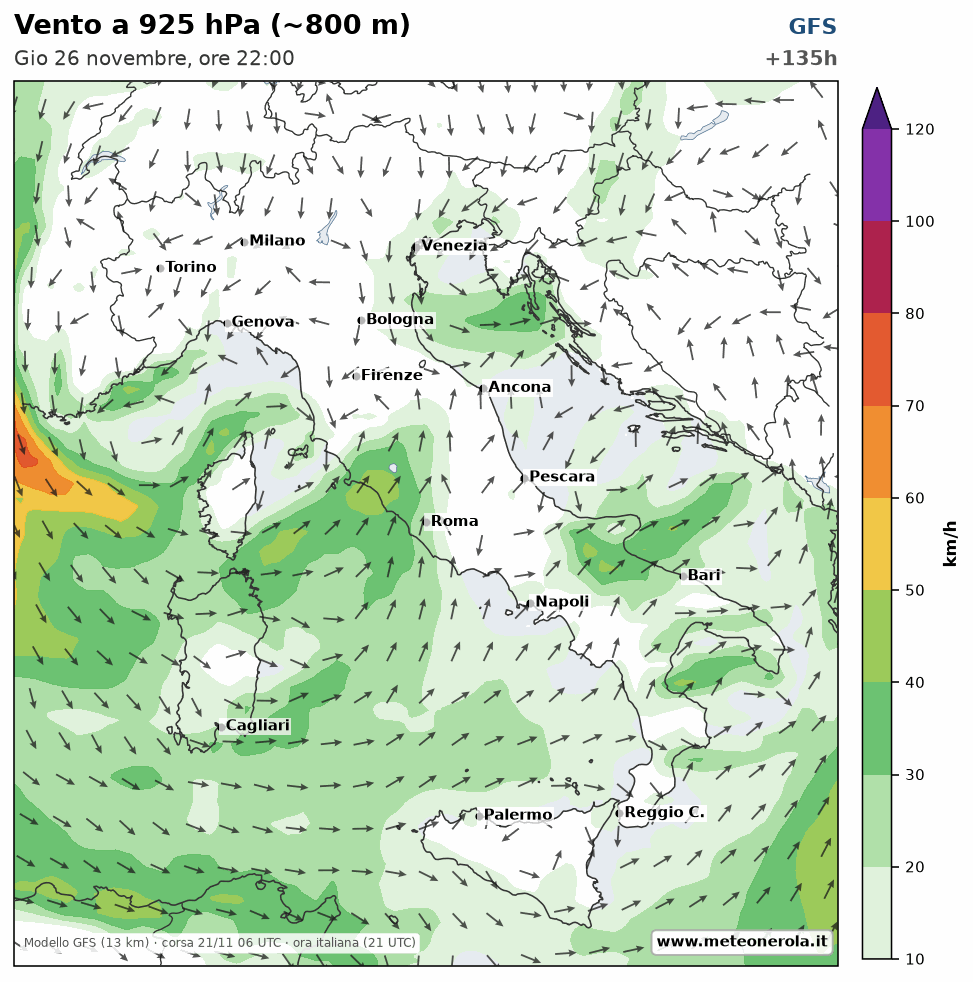 Vento a 925 hPa (~800 m)
GFS
Gio 26 novembre, ore 22:00
+135h
Milano
Venezia
Torino
Genova
Bologna
Firenze
Ancona
Pescara
Roma
Bari
Napoli
Cagliari
Palermo
Reggio C.
Modello GFS (13 km) · corsa 21/11 06 UTC · ora italiana (21 UTC)
www.meteonerola.it
120
100
80
70
60
50
40
30
20
10
km/h